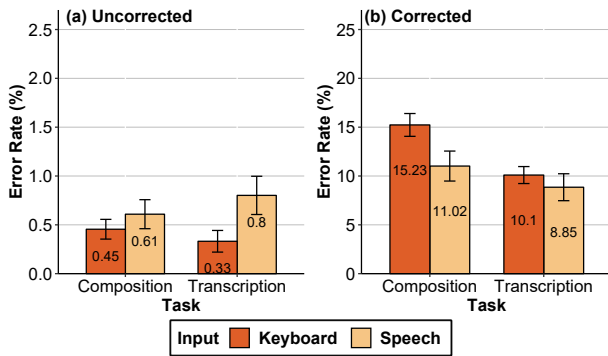 (a) Uncorrected
Error Rate (%)
2.5
2.0
1.5
1.0
0.5
0.0
0.45
0.61
0.33
0.8
Composition Transcription
Task
(b) Corrected
Error Rate (%)
25
20
15
10
5
0
15.23
11.02
10.1
8.85
Composition Transcription
Task
Input Keyboard Speech